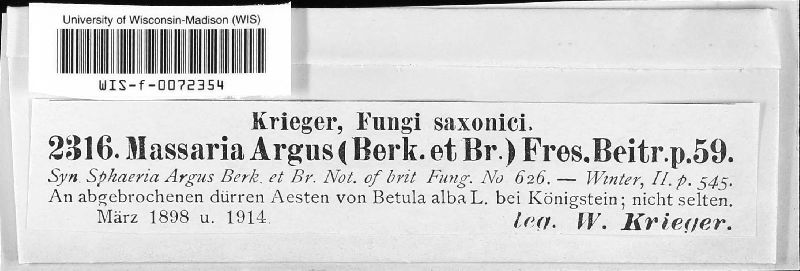 University of Wisconsin-Madison (WIS)
WIS-f-0072354
Krieger, Fungi saxonici.
2316. Massaria Argus (Berk. et Br.) Fres. Beitr. p. 59.
Syn. Sphaeria Argus Berk. et Br. Not. of brit Fung. No 626. — Winter, II. p. 545.
An abgebrochenen dürren Aesten von Betula alba L. bei Königstein; nicht selten.
März 1898 u. 1914. leg. W. Krieger.